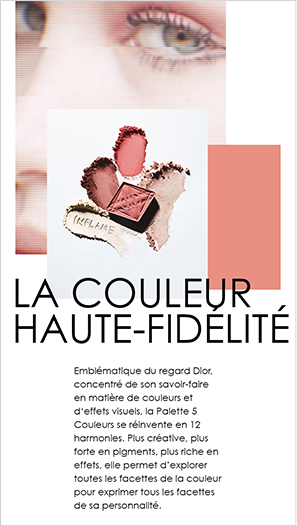 INFLAME
LA COULEUR
HAUTE-FIDÉLITÉ
Emblématique du regard Dior,
concentré de son savoir-faire
en matière de couleurs et
d'effets visuels, la Palette 5
Couleurs se réinvente en 12
harmonies. Plus créative, plus
forte en pigments, plus riche en
effets, elle permet d'explorer
toutes les facettes de la couleur
pour exprimer tous les facettes
de sa personnalité.